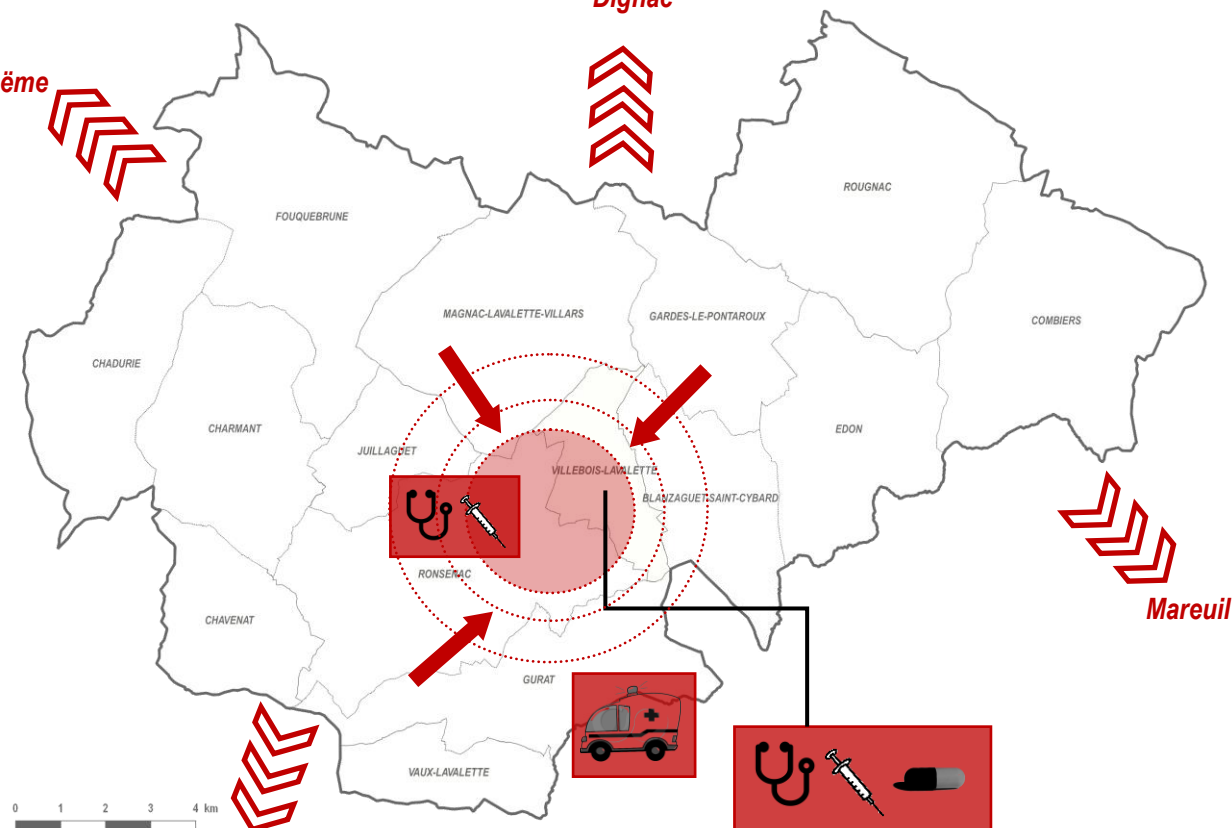 Dignac
ëme
ROUGNAC
FOUQUEBRUNE
MAGNAC-LAVALETTE-VILLARS
GARDES-LE-PONTAROUX
COMBIERS
CHADURIE
CHARMANT
EDON
JUILLAGUET
VILLEBOIS-LAVALETTE
BLANZAGUET-SAINT-CYBARD
RONSENAC
Mareuil
CHAVENAT
GURAT
VAUX-LAVALETTE
0 1 2 3 4 km